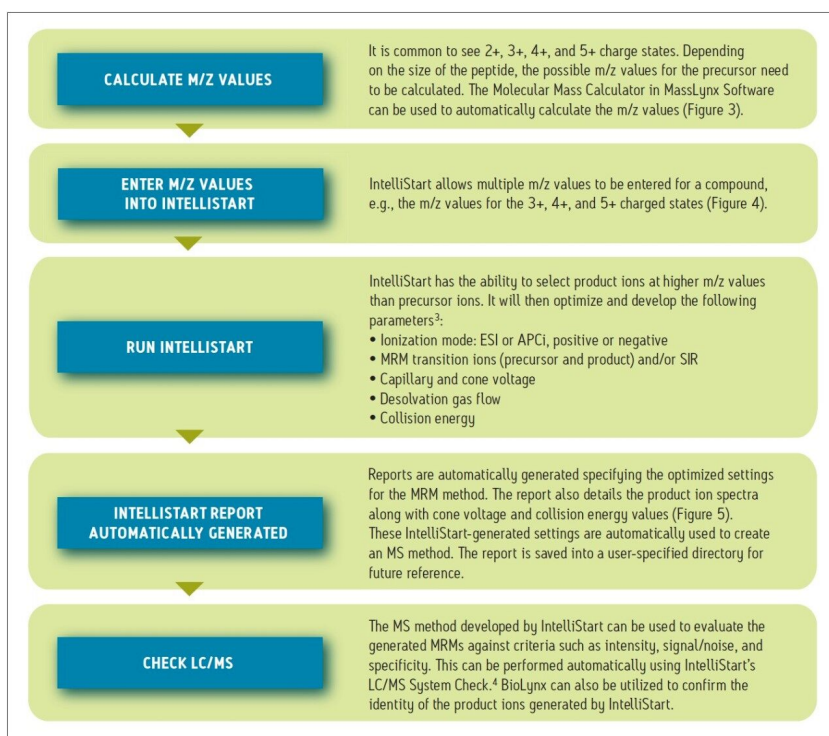 CALCULATE M/Z VALUES
It is common to see 2+, 3+, 4+, and 5+ charge states. Depending
on the size of the peptide, the possible m/z values for the precursor need
to be calculated. The Molecular Mass Calculator in MassLynx Software
can be used to automatically calculate the m/z values (Figure 3).
ENTER M/Z VALUES
INTO INTELLISTART
IntelliStart allows multiple m/z values to be entered for a compound,
e.g., the m/z values for the 3+, 4+, and 5+ charged states (Figure 4).
RUN INTELLISTART
IntelliStart has the ability to select product ions at higher m/z values
than precursor ions. It will then optimize and develop the following
parameters³:
• Ionization mode: ESI or APCi, positive or negative
• MRM transition ions (precursor and product) and/or SIR
• Capillary and cone voltage
• Desolvation gas flow
• Collision energy
INTELLISTART REPORT
AUTOMATICALLY GENERATED
Reports are automatically generated specifying the optimized settings
for the MRM method. The report also details the product ion spectra
along with cone voltage and collision energy values (Figure 5).
These IntelliStart-generated settings are automatically used to create
an MS method. The report is saved into a user-specified directory for
future reference.
CHECK LC/MS
The MS method developed by IntelliStart can be used to evaluate the
generated MRMs against criteria such as intensity, signal/noise, and
specificity. This can be performed automatically using IntelliStart's
LC/MS System Check.⁴ BioLynx can also be utilized to confirm the
identity of the product ions generated by IntelliStart.